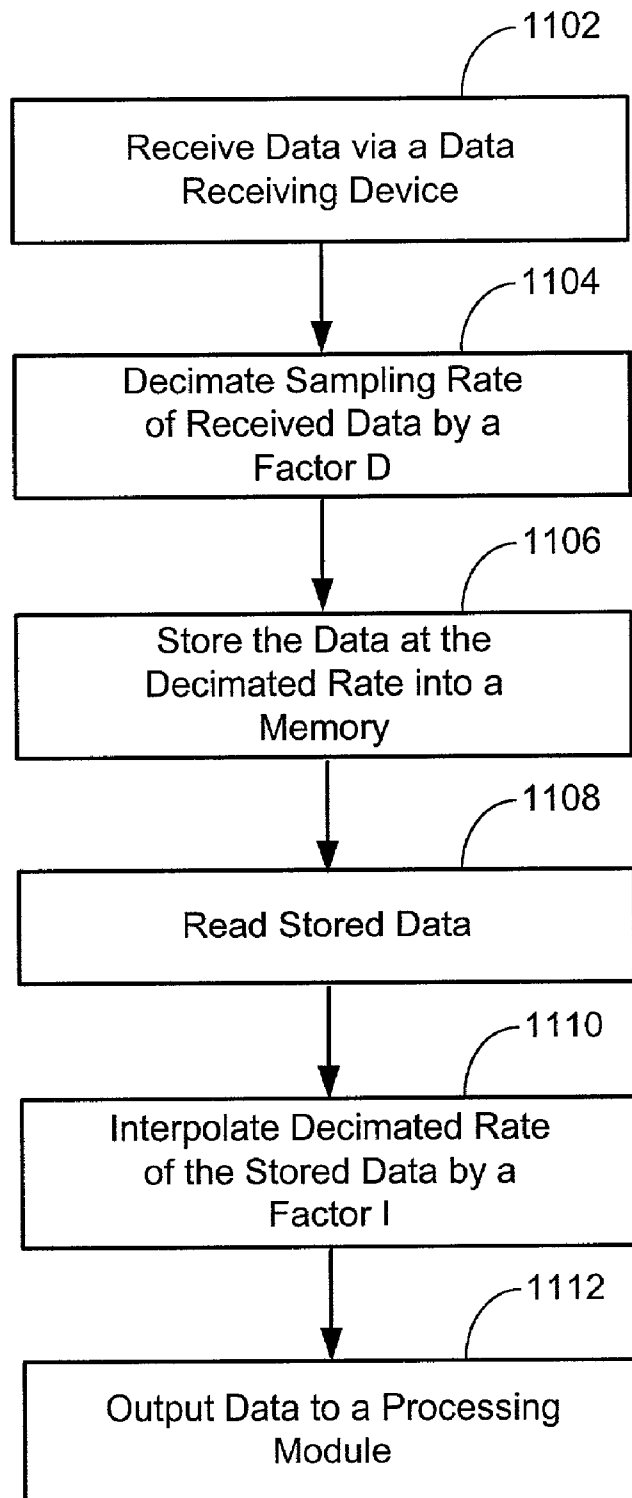 1102
Receive Data via a Data
Receiving Device
1104
Decimate Sampling Rate
of Received Data by a
Factor D
1106
Store the Data at the
Decimated Rate into a
Memory
1108
Read Stored Data
1110
Interpolate Decimated Rate
of the Stored Data by a
Factor I
1112
Output Data to a Processing
Module